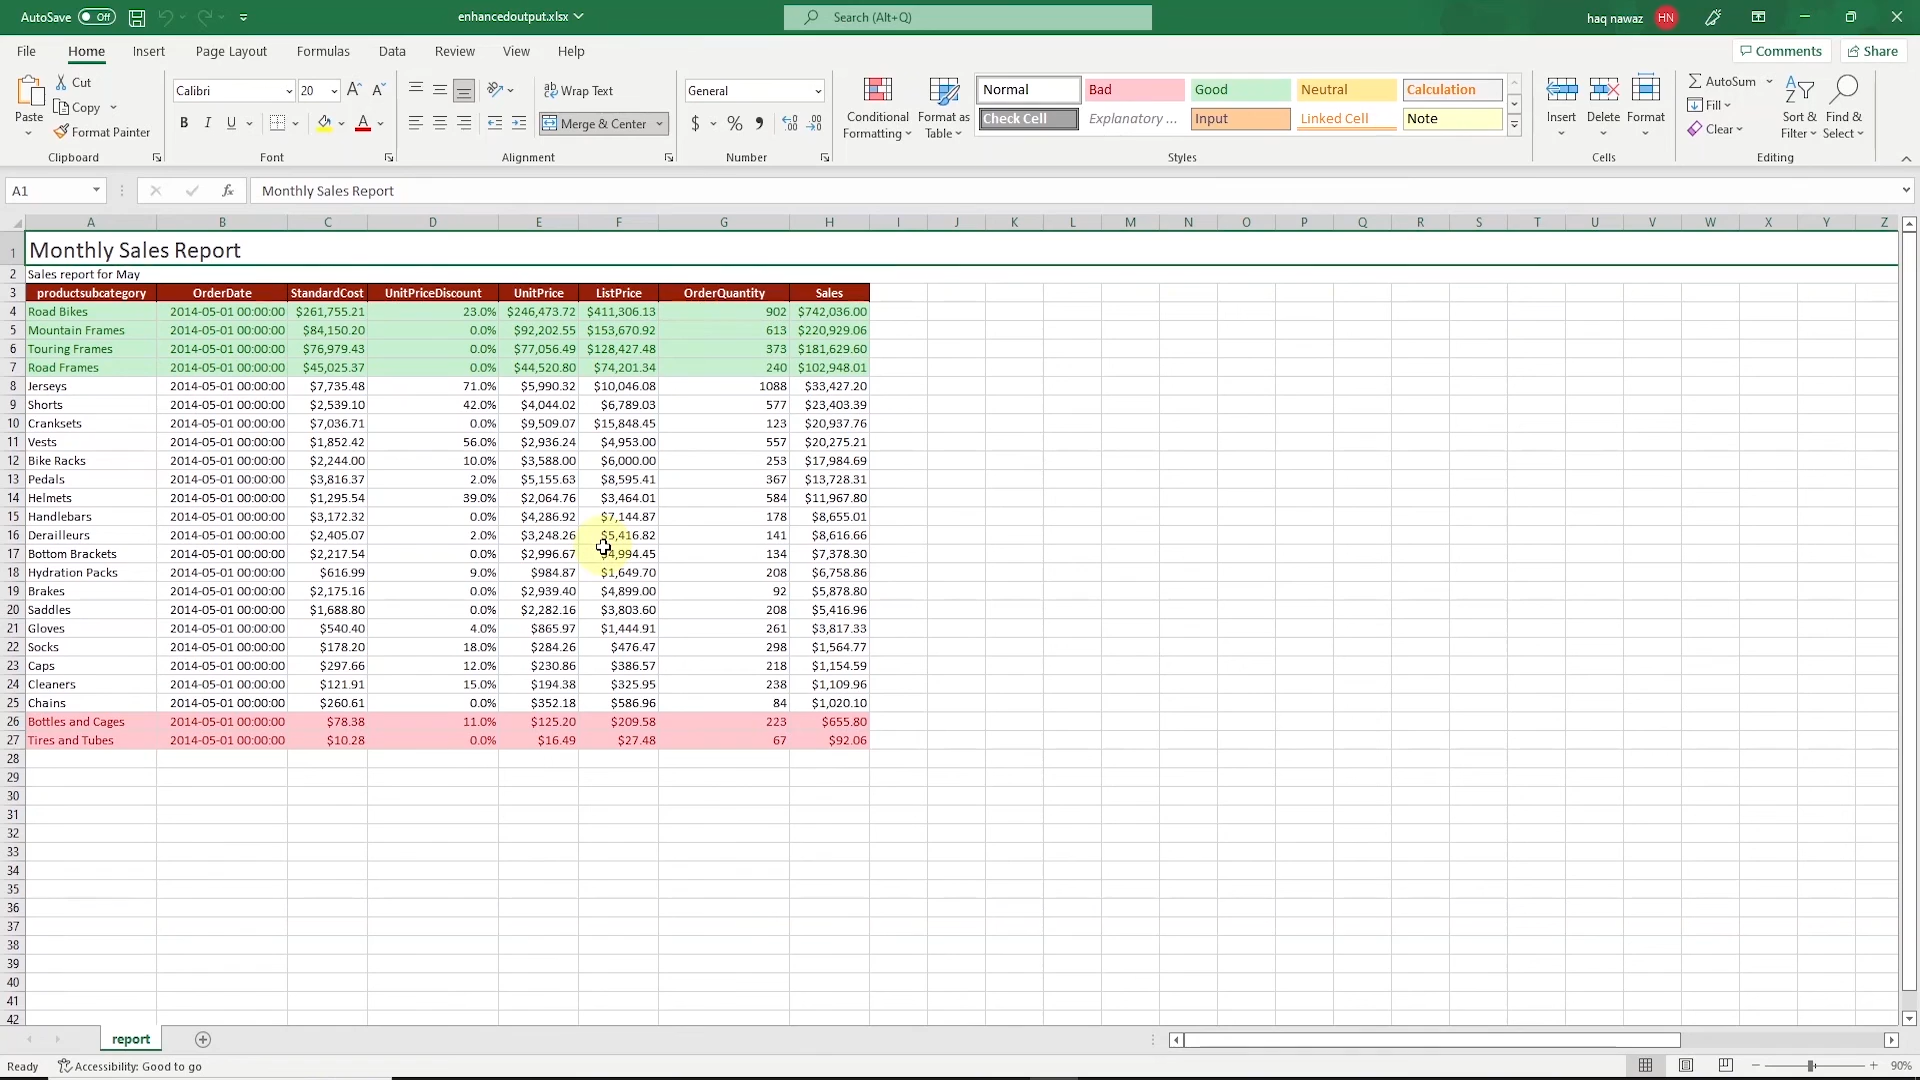 AutoSave Off enhancedoutput.xlsx Search (Alt+Q) haq nawaz HN
File Home Insert Page Layout Formulas Data Review View Help Comments Share
Paste Cut Copy Format Painter
Clipboard
Calibri 20 B I U
Font
Wrap Text
Merge & Center
Alignment
General
$ % 9
Number
Conditional Formatting Format as Table
Normal Bad Good Neutral Calculation
Check Cell Explanatory ... Input Linked Cell Note
Styles
Insert Delete Format
Cells
AutoSum Fill Clear Sort & Filter Find & Select
Editing
A1 fx Monthly Sales Report
A B C D E F G H I J K L M N O P Q R S T U V W X Y Z
1 Monthly Sales Report
2 Sales report for May
3 productsubcategory OrderDate StandardCost UnitPriceDiscount UnitPrice ListPrice OrderQuantity Sales
4 Road Bikes 2014-05-01 00:00:00 $261,755.21 23.0% $246,473.72 $411,306.13 902 $742,036.00
5 Mountain Frames 2014-05-01 00:00:00 $84,150.20 0.0% $92,202.55 $153,670.92 613 $220,929.06
6 Touring Frames 2014-05-01 00:00:00 $76,979.43 0.0% $77,056.49 $128,427.48 373 $181,629.60
7 Road Frames 2014-05-01 00:00:00 $45,025.37 0.0% $44,520.80 $74,201.34 240 $102,948.01
8 Jerseys 2014-05-01 00:00:00 $7,735.48 71.0% $5,990.32 $10,046.08 1088 $33,427.20
9 Shorts 2014-05-01 00:00:00 $2,539.10 42.0% $4,044.02 $6,789.03 577 $23,403.39
10 Cranksets 2014-05-01 00:00:00 $7,036.71 0.0% $9,509.07 $15,848.45 123 $20,937.76
11 Vests 2014-05-01 00:00:00 $1,852.42 56.0% $2,936.24 $4,953.00 557 $20,275.21
12 Bike Racks 2014-05-01 00:00:00 $2,244.00 10.0% $3,588.00 $6,000.00 253 $17,984.69
13 Pedals 2014-05-01 00:00:00 $3,816.37 2.0% $5,155.63 $8,595.41 367 $13,728.31
14 Helmets 2014-05-01 00:00:00 $1,295.54 39.0% $2,064.76 $3,464.01 584 $11,967.80
15 Handlebars 2014-05-01 00:00:00 $3,172.32 0.0% $4,286.92 $7,144.87 178 $8,655.01
16 Derailleurs 2014-05-01 00:00:00 $2,405.07 2.0% $3,248.26 $5,416.82 141 $8,616.66
17 Bottom Brackets 2014-05-01 00:00:00 $2,217.54 0.0% $2,996.67 $4,994.45 134 $7,378.30
18 Hydration Packs 2014-05-01 00:00:00 $616.99 9.0% $984.87 $1,649.70 208 $6,758.86
19 Brakes 2014-05-01 00:00:00 $2,175.16 0.0% $2,939.40 $4,899.00 92 $5,878.80
20 Saddles 2014-05-01 00:00:00 $1,688.80 0.0% $2,282.16 $3,803.60 208 $5,416.96
21 Gloves 2014-05-01 00:00:00 $540.40 4.0% $865.97 $1,444.91 261 $3,817.33
22 Socks 2014-05-01 00:00:00 $178.20 18.0% $284.26 $476.47 298 $1,564.77
23 Caps 2014-05-01 00:00:00 $297.66 12.0% $230.86 $386.57 218 $1,154.59
24 Cleaners 2014-05-01 00:00:00 $121.91 15.0% $194.38 $325.95 238 $1,109.96
25 Chains 2014-05-01 00:00:00 $260.61 0.0% $352.18 $586.96 84 $1,020.10
26 Bottles and Cages 2014-05-01 00:00:00 $78.38 11.0% $125.20 $209.58 223 $655.80
27 Tires and Tubes 2014-05-01 00:00:00 $10.28 0.0% $16.49 $27.48 67 $92.06
28
29
30
31
32
33
34
35
36
37
38
39
40
41
42
report
Ready Accessibility: Good to go 90%